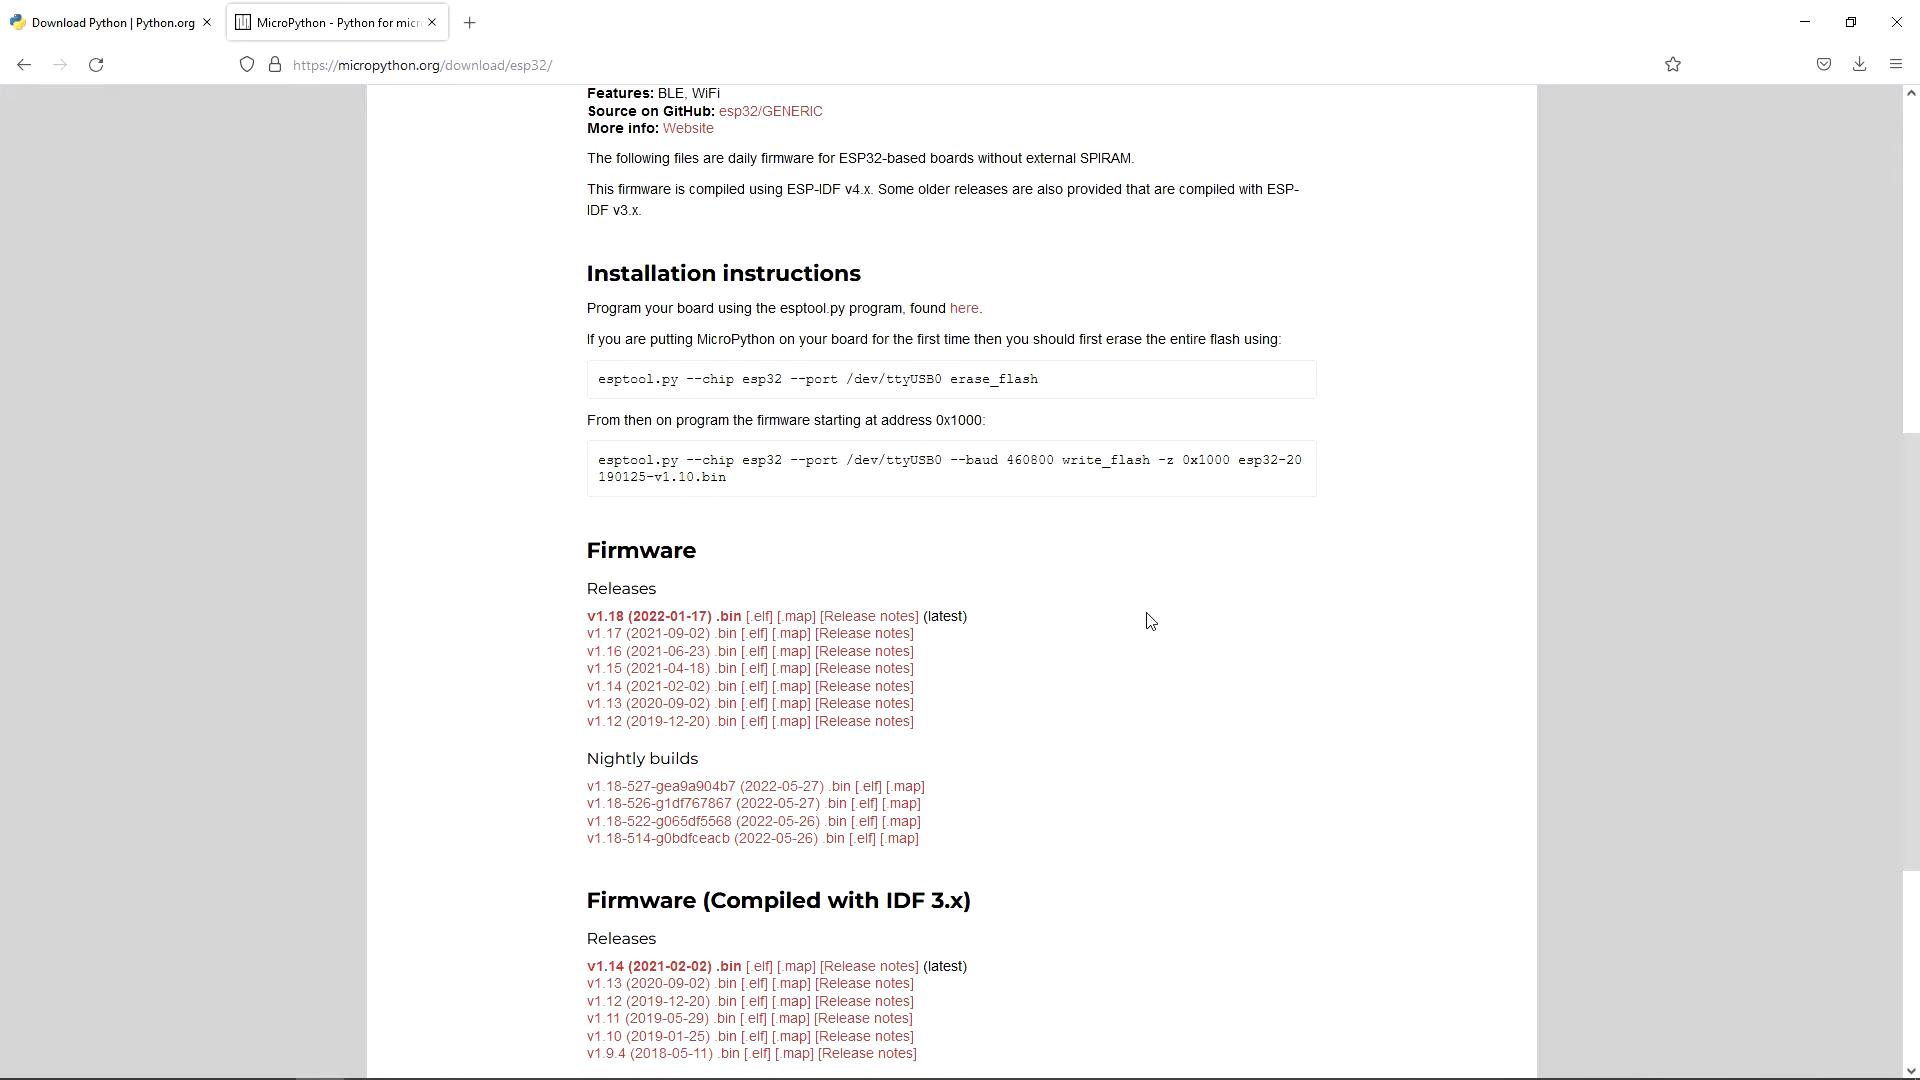 Download Python | Python.org
MicroPython - Python for micr
https://micropython.org/download/esp32/
Features: BLE, WiFi
Source on GitHub: esp32/GENERIC
More info: Website
The following files are daily firmware for ESP32-based boards without external SPIRAM.
This firmware is compiled using ESP-IDF v4.x. Some older releases are also provided that are compiled with ESP-
IDF v3.x.
Installation instructions
Program your board using the esptool.py program, found here.
If you are putting MicroPython on your board for the first time then you should first erase the entire flash using:
esptool.py --chip esp32 --port /dev/ttyUSB0 erase_flash
From then on program the firmware starting at address 0x1000:
esptool.py --chip esp32 --port /dev/ttyUSB0 --baud 460800 write_flash -z 0x1000 esp32-20
190125-v1.10.bin
Firmware
Releases
v1.18 (2022-01-17) .bin [.elf] [.map] [Release notes] (latest)
v1.17 (2021-09-02) .bin [.elf] [.map] [Release notes]
v1.16 (2021-06-23) .bin [.elf] [.map] [Release notes]
v1.15 (2021-04-18) .bin [.elf] [.map] [Release notes]
v1.14 (2021-02-02) .bin [.elf] [.map] [Release notes]
v1.13 (2020-09-02) .bin [.elf] [.map] [Release notes]
v1.12 (2019-12-20) .bin [.elf] [.map] [Release notes]
Nightly builds
v1.18-527-gea9a904b7 (2022-05-27) .bin [.elf] [.map]
v1.18-526-g1df767867 (2022-05-27) .bin [.elf] [.map]
v1.18-522-g065df5568 (2022-05-26) .bin [.elf] [.map]
v1.18-514-g0bdfceacb (2022-05-26) .bin [.elf] [.map]
Firmware (Compiled with IDF 3.x)
Releases
v1.14 (2021-02-02) .bin [.elf] [.map] [Release notes] (latest)
v1.13 (2020-09-02) .bin [.elf] [.map] [Release notes]
v1.12 (2019-12-20) .bin [.elf] [.map] [Release notes]
v1.11 (2019-05-29) .bin [.elf] [.map] [Release notes]
v1.10 (2019-01-25) .bin [.elf] [.map] [Release notes]
v1.9.4 (2018-05-11) .bin [.elf] [.map] [Release notes]